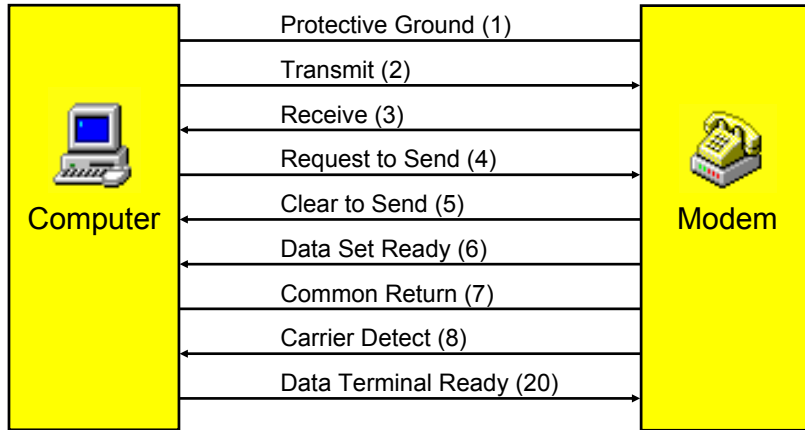 Protective Ground (1)
Transmit (2)
Receive (3)
Request to Send (4)
Clear to Send (5)
Computer
Modem
Data Set Ready (6)
Common Return (7)
Carrier Detect (8)
Data Terminal Ready (20)